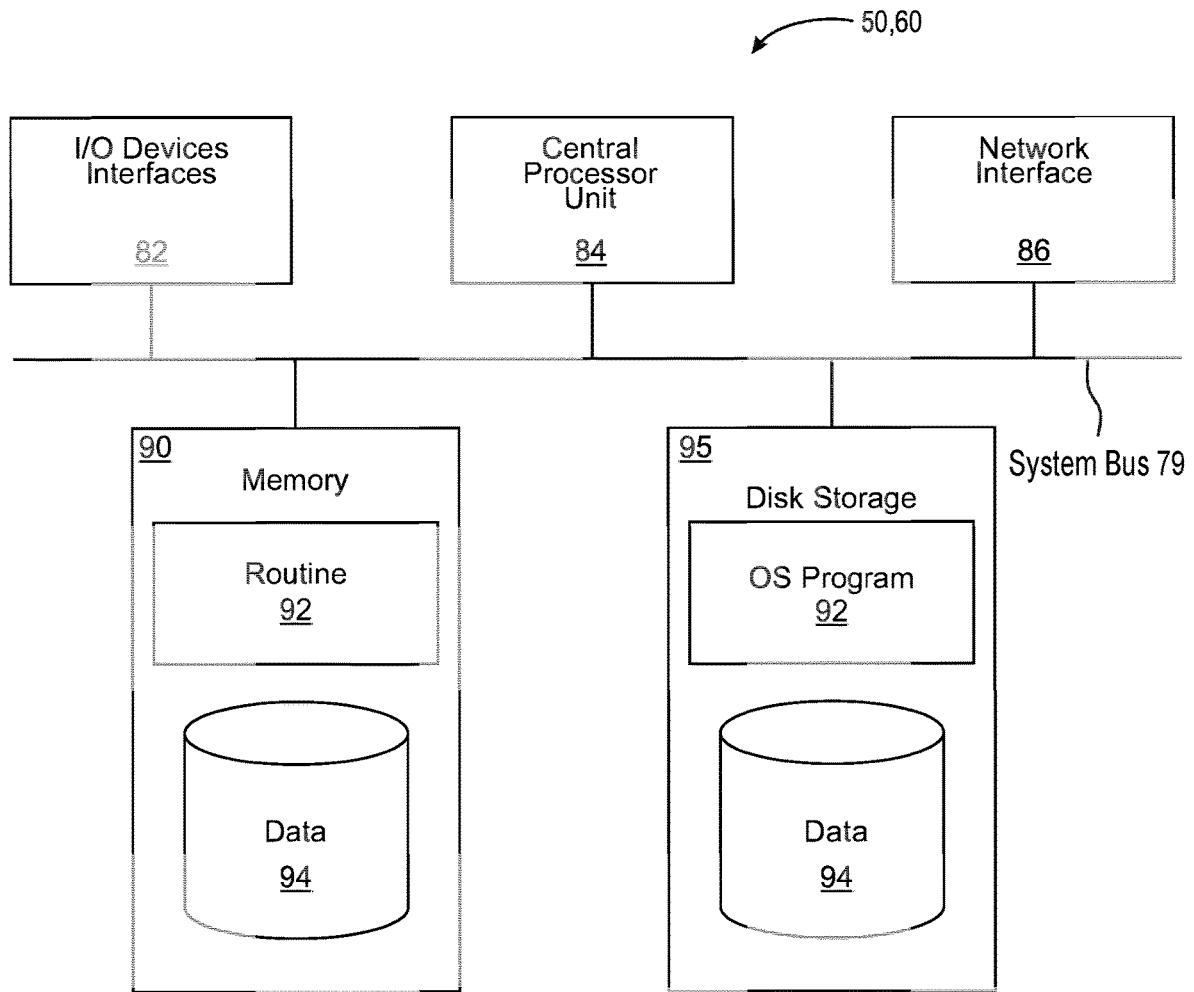 50,60
I/O Devices
Interfaces
82
Central
Processor
Unit
84
Network
Interface
86
System Bus 79
90
Memory
Routine
92
Data
94
95
Disk Storage
OS Program
92
Data
94